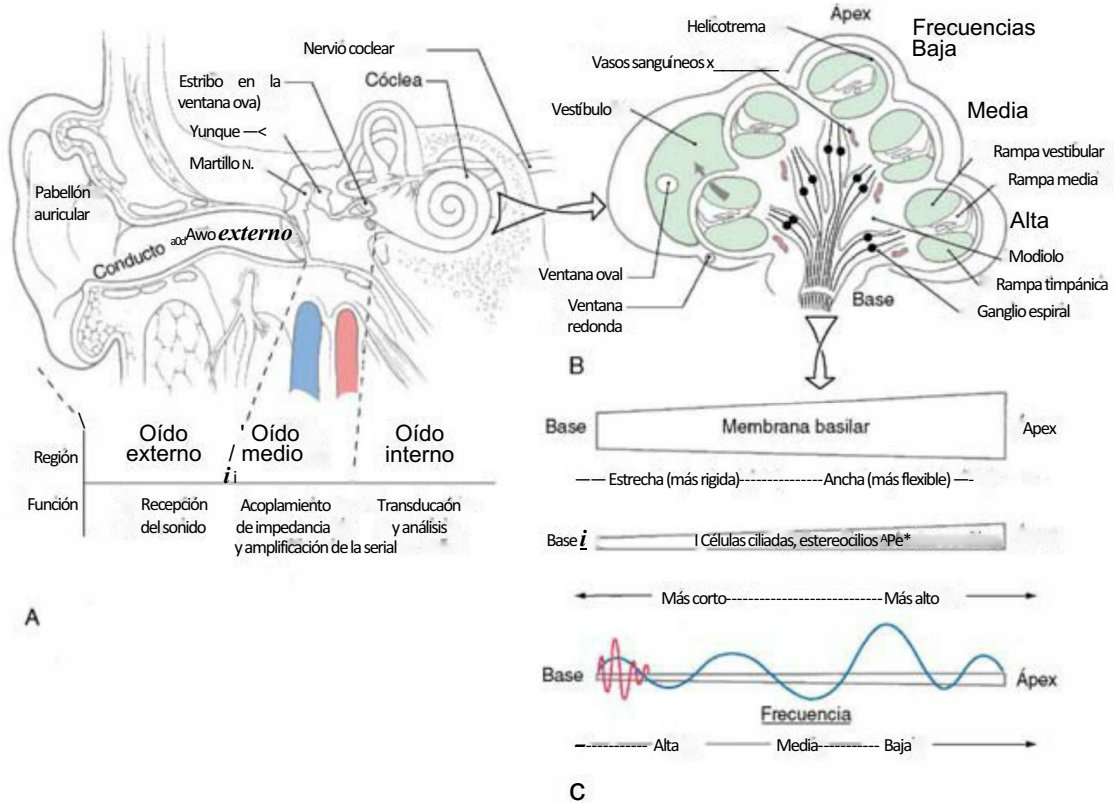 Nervio coclear
Estribo en la
ventana ova)
Yunque —<
Martillo N.
Cóclea
Pabellón
auricular
Conducto a0d Awo externo
Región
Oído
externo
' Oído
/ medio
i i
Oído
interno
Función
Recepción
del sonido
Acoplamiento
de impedancia
y amplificación de la serial
Transducaón
y análisis
A
Ápex
Helicotrema
Frecuencias
Baja
Vasos sanguíneos x_________
Vestíbulo
Media
Rampa vestibular
Rampa media
Alta
Modiolo
Rampa timpánica
Ganglio espiral
Ventana oval
Ventana
redonda
Base
B
Base
Membrana basilar
Ápex
—— Estrecha (más rigida)---------------Ancha (más flexible) —-
Base i
I Células ciliadas, estereocilios ^Pe*
Más corto----------------------------Más alto
Base
Ápex
Frecuencia
------------ Alta ——— Media----------- Baja
C